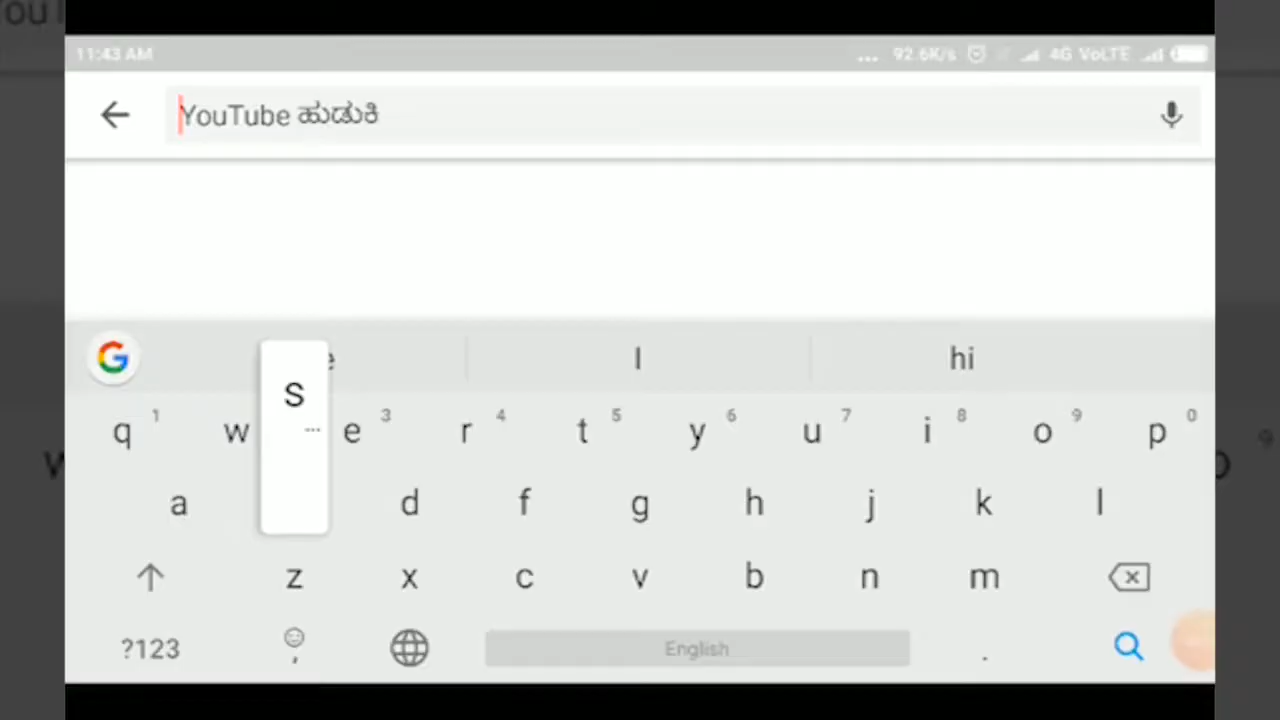 11:43 AM ... 92.6K/s 4G VoLTE
YouTube ಹುಡುಕಿ
I hi
q 1 w e 3 r 4 t 5 y 6 u 7 i 8 o 9 p 0
a S ... d f g h j k l
z x c v b n m
?123 , English .